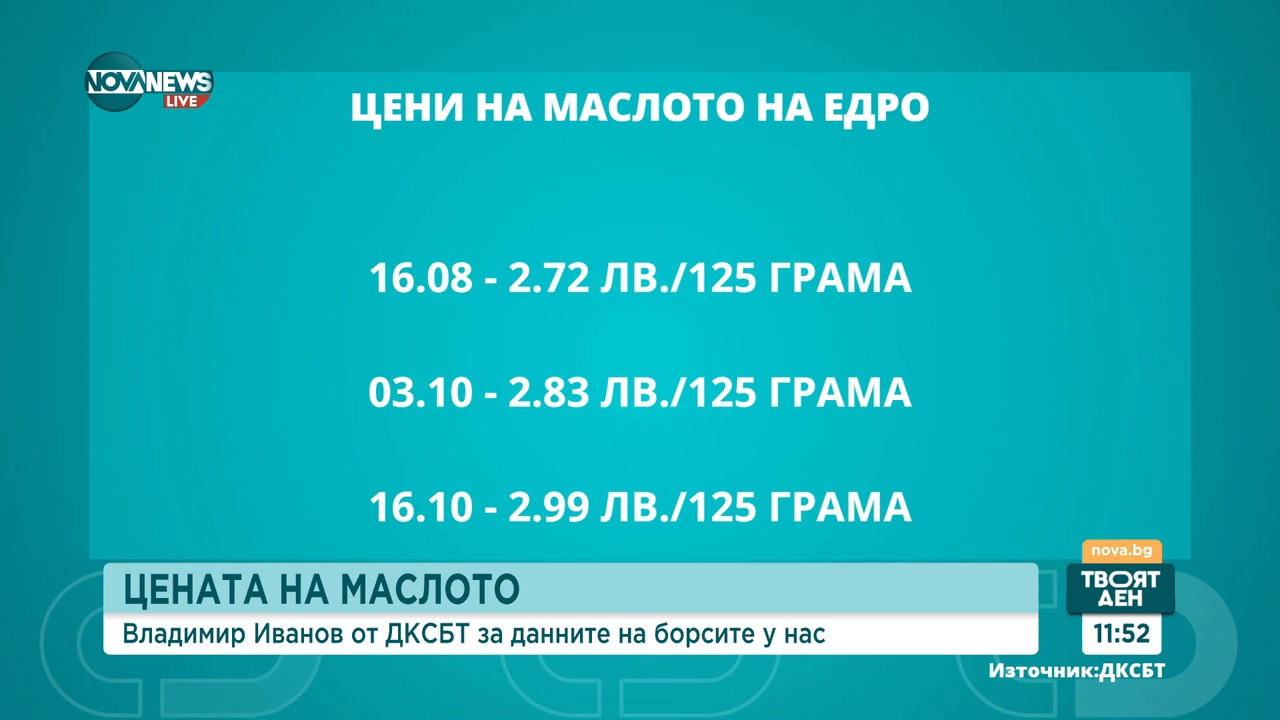 NOVANEWS
LIVE
ЦЕНИ НА МАСЛОТО НА ЕДРО
16.08 - 2.72 ЛВ./125 ГРАМА
03.10 - 2.83 ЛВ./125 ГРАМА
16.10 - 2.99 ЛВ./125 ГРАМА
ЦЕНАТА НА МАСЛОТО
Владимир Иванов от ДКСБТ за данните на борсите у нас
nova.bg
ТВОЯТ
ДЕН
11:52
Източник:ДКСБТ